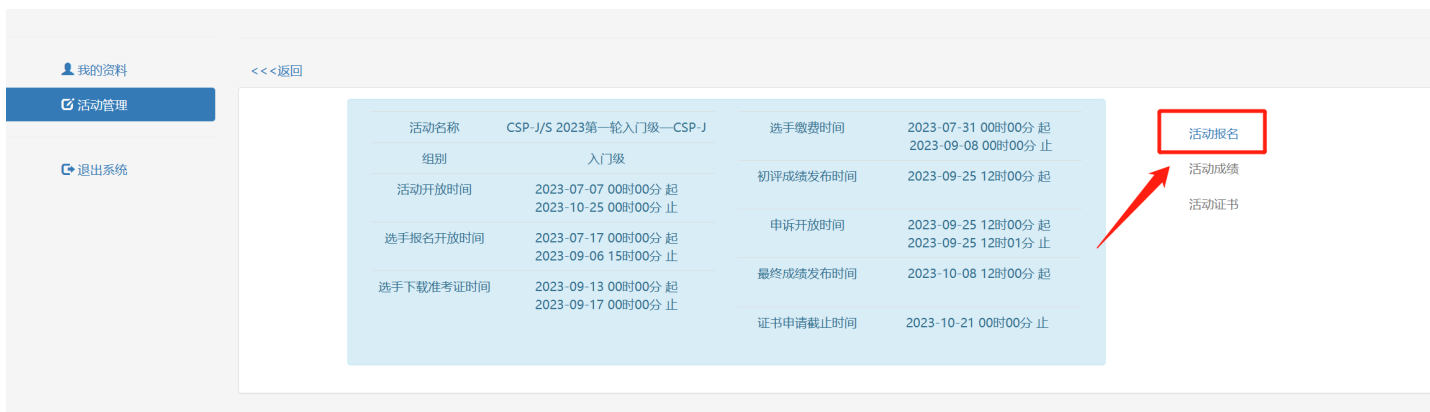 我的资料
活动管理
退出系统
<<<返回
活动名称 CSP-J/S 2023第一轮入门级—CSP-J
组别 入门级
活动开放时间 2023-07-07 00时00分 起
2023-10-25 00时00分 止
选手报名开放时间 2023-07-17 00时00分 起
2023-09-06 15时00分 止
选手下载准考证时间 2023-09-13 00时00分 起
2023-09-17 00时00分 止
选手缴费时间 2023-07-31 00时00分 起
2023-09-08 00时00分 止
初评成绩发布时间 2023-09-25 12时00分 起
申诉开放时间 2023-09-25 12时00分 起
2023-09-25 12时01分 止
最终成绩发布时间 2023-10-08 12时00分 起
证书申请截止时间 2023-10-21 00时00分 止
活动报名
活动成绩
活动证书